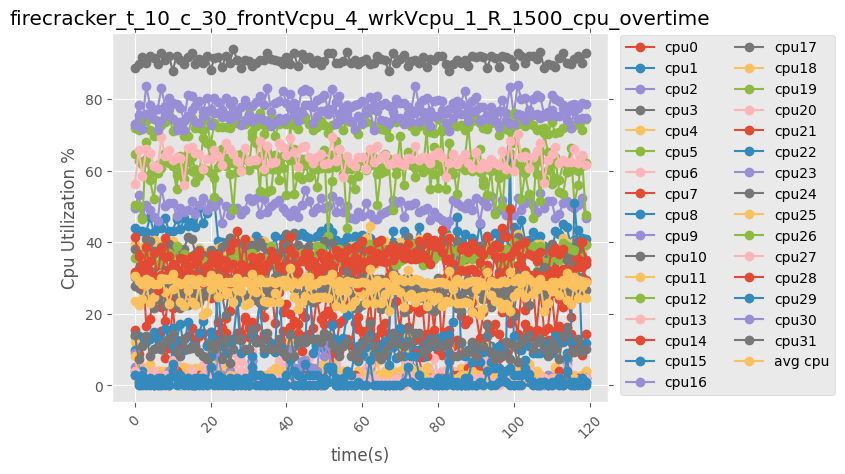 firecracker_t_10_c_30_frontVcpu_4_wrkVcpu_1_R_1500_cpu_overtime
Cpu Utilization %
80
60
40
20
0
0
20
40
60
80
100
120
time(s)
cpu0
cpu1
cpu2
cpu3
cpu4
cpu5
cpu6
cpu7
cpu8
cpu9
cpu10
cpu11
cpu12
cpu13
cpu14
cpu15
cpu16
cpu17
cpu18
cpu19
cpu20
cpu21
cpu22
cpu23
cpu24
cpu25
cpu26
cpu27
cpu28
cpu29
cpu30
cpu31
avg cpu